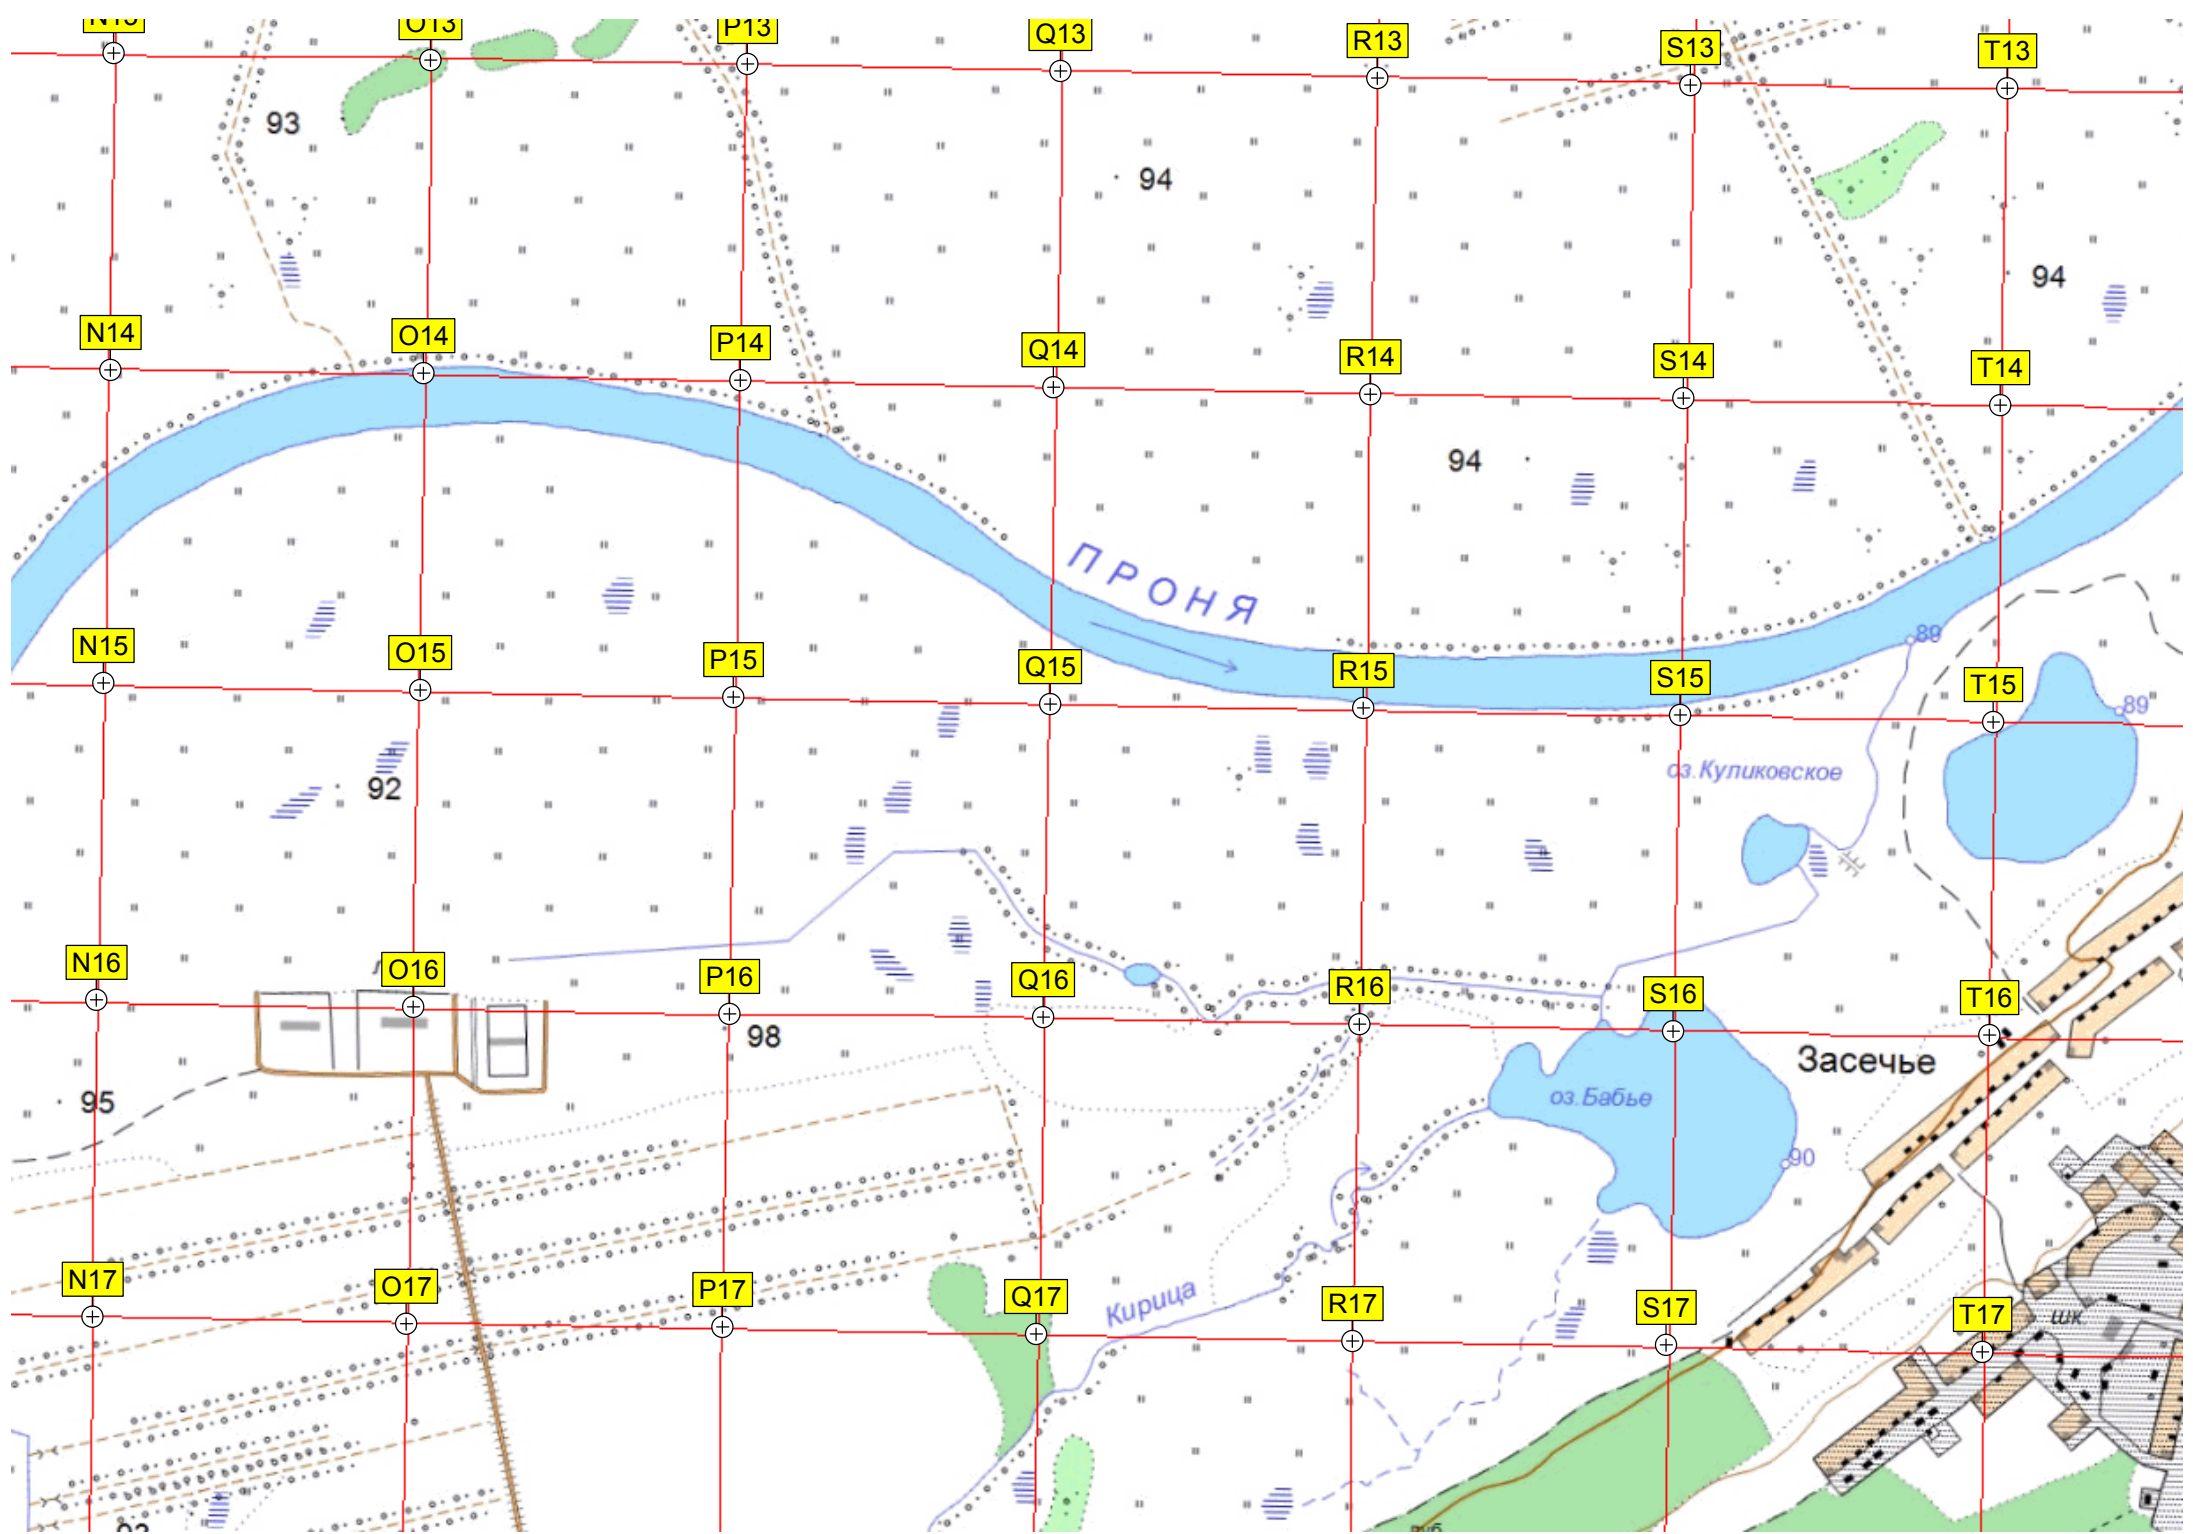 N13
O13
P13
Q13
R13
S13
T13
93
94
94
N14
O14
P14
Q14
R14
S14
T14
94
ПРОНЯ
89
N15
O15
P15
Q15
R15
S15
T15
89
оз.Куликовское
92
N16
O16
P16
Q16
R16
S16
T16
98
Засечье
95
оз.Бабье
90
N17
O17
P17
Q17
Кирица
R17
S17
T17
шк